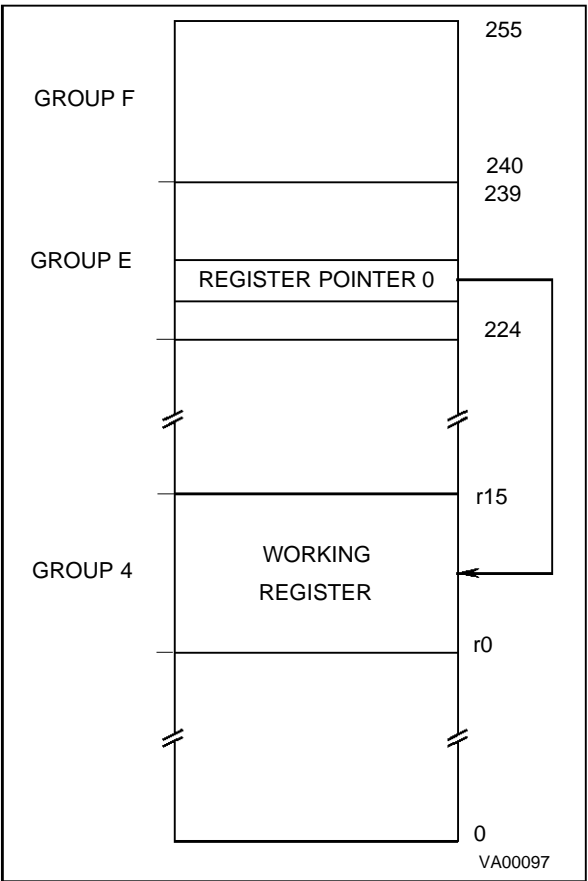 255
GROUP F
240
239
GROUP E
REGISTER POINTER 0
224
r15
WORKING
GROUP 4
REGISTER
r0
0
VA00097